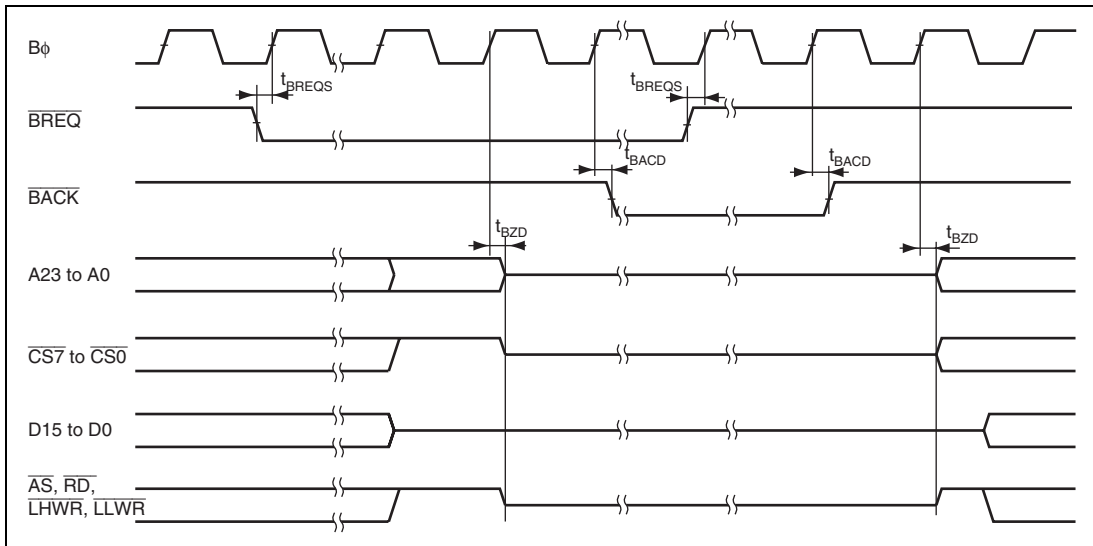 Bϕ
tBREQS
tBREQS
BREQ
tBACD
tBACD
BACK
tBZD
tBZD
A23 to A0
CS7 to CS0
D15 to D0
AS, RD,
LHWR, LLWR